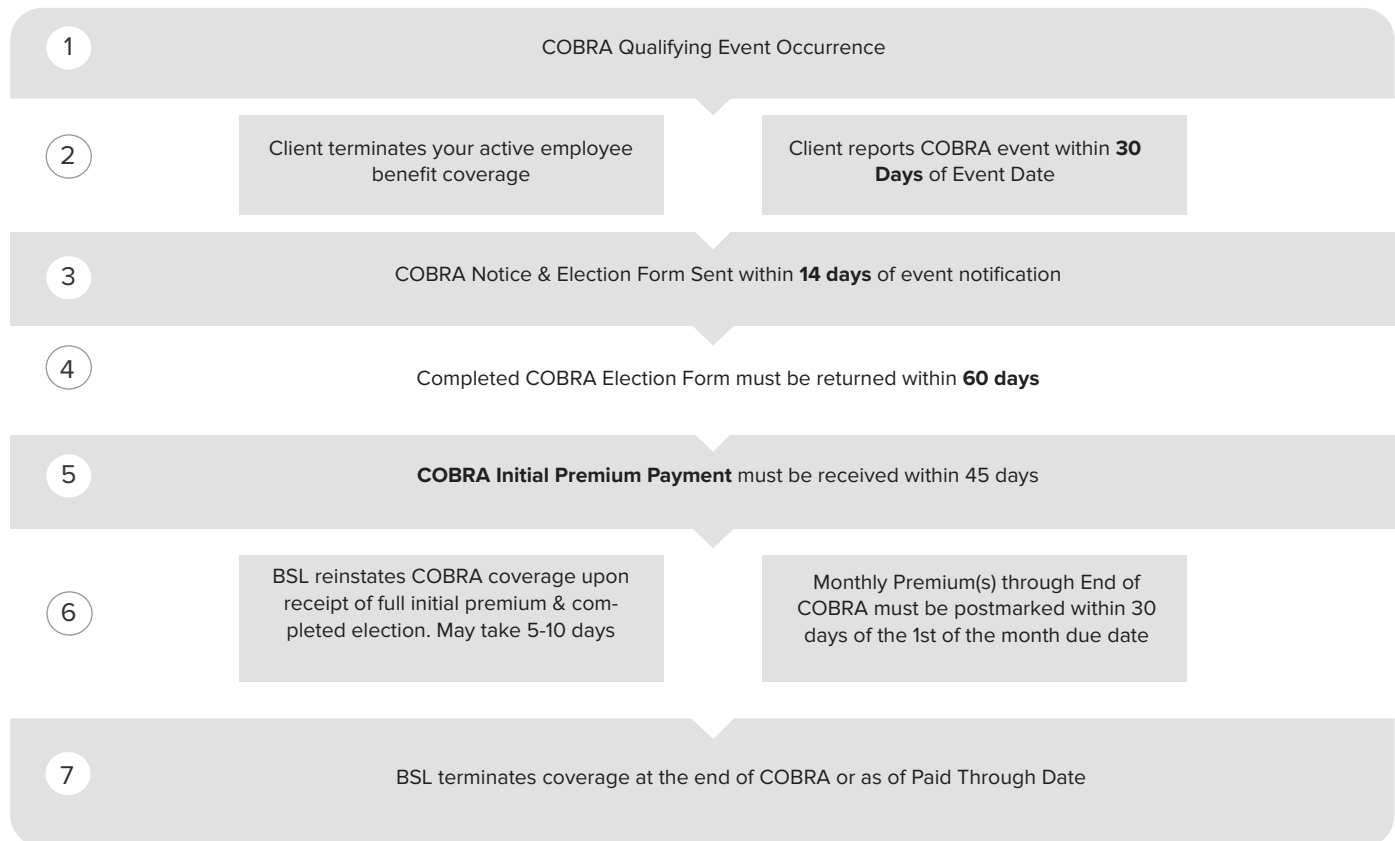 1
COBRA Qualifying Event Occurrence
2
Client terminates your active employee
benefit coverage
Client reports COBRA event within 30
Days of Event Date
3
COBRA Notice & Election Form Sent within 14 days of event notification
4
Completed COBRA Election Form must be returned within 60 days
5
COBRA Initial Premium Payment must be received within 45 days
6
BSL reinstates COBRA coverage upon
receipt of full initial premium & com-
pleted election. May take 5-10 days
Monthly Premium(s) through End of
COBRA must be postmarked within 30
days of the 1st of the month due date
7
BSL terminates coverage at the end of COBRA or as of Paid Through Date